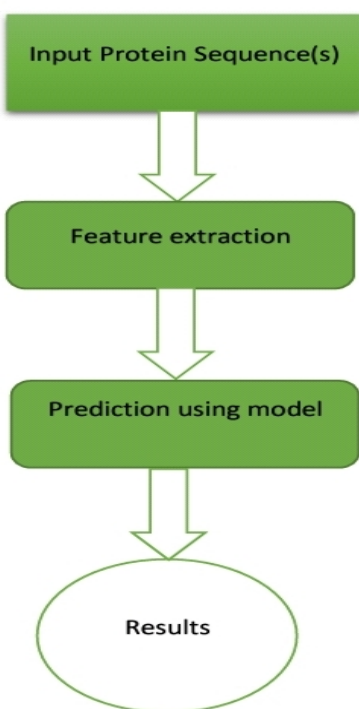 Input Protein Sequence(s)
Feature extraction
Prediction using model
Results